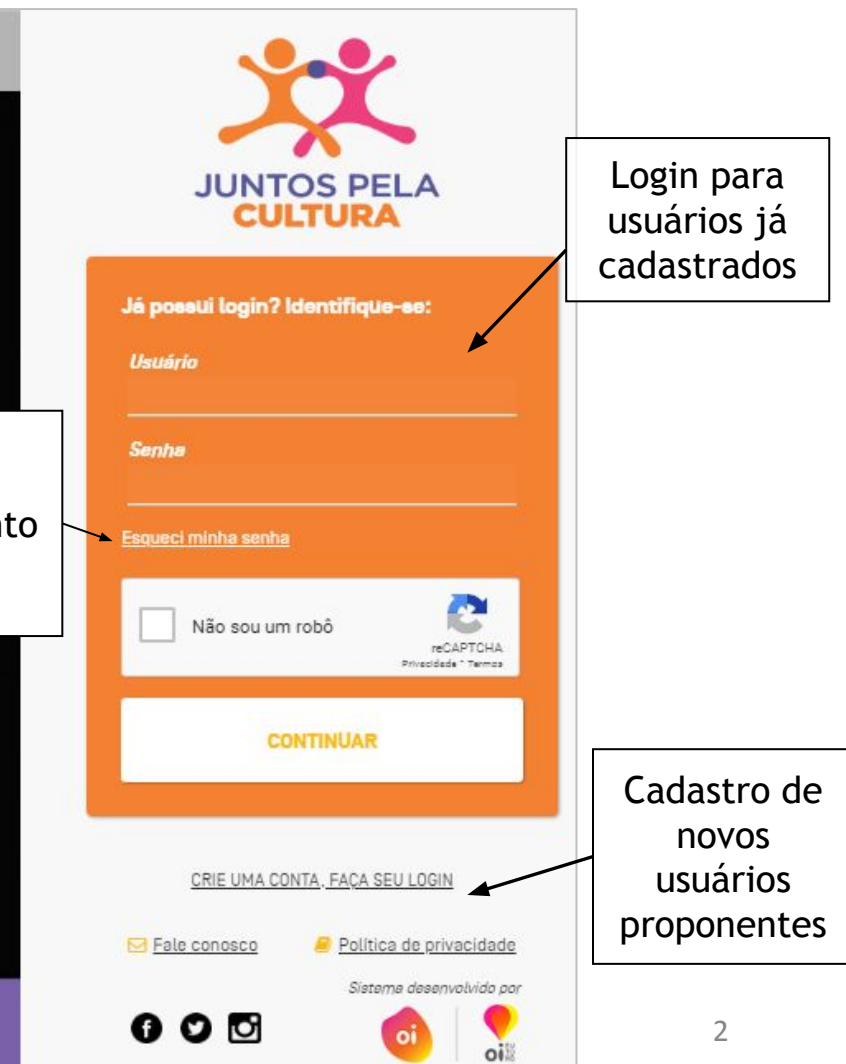 JUNTOS PELA
CULTURA
Login para
usuários já
cadastrados
Já possui login? Identifique-se:
Usuário
Senha
Esqueci minha senha
Não sou um robô
reCAPTCHA
Privacidade * Termos
CONTINUAR
CRIE UMA CONTA, FAÇA SEU LOGIN
Cadastro de
novos
usuários
proponentes
Fale conosco
Política de privacidade
Sistema desenvolvido por
oi
oi
2